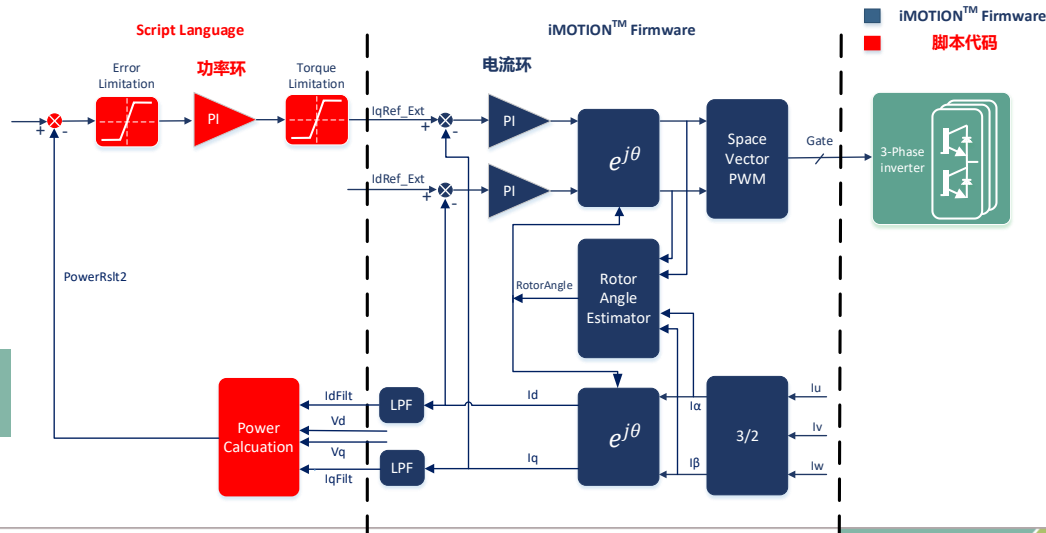 Script Language
iMOTION™ Firmware
iMOTION™ Firmware
脚本代码
Error
Limitation
功率环
Torque
Limitation
电流环
PI
IqRef_Ext
+
-
+
-
PI
e^{jθ}
Space
Vector
PWM
Gate
3-Phase
inverter
IdRef_Ext
+
-
PI
PowerRslt2
RotorAngle
Rotor
Angle
Estimator
Power
Calcuation
IdFilt
Vd
Vq
IqFilt
LPF
LPF
Id
Iq
e^{jθ}
Iα
Iβ
3/2
Iu
Iv
Iw